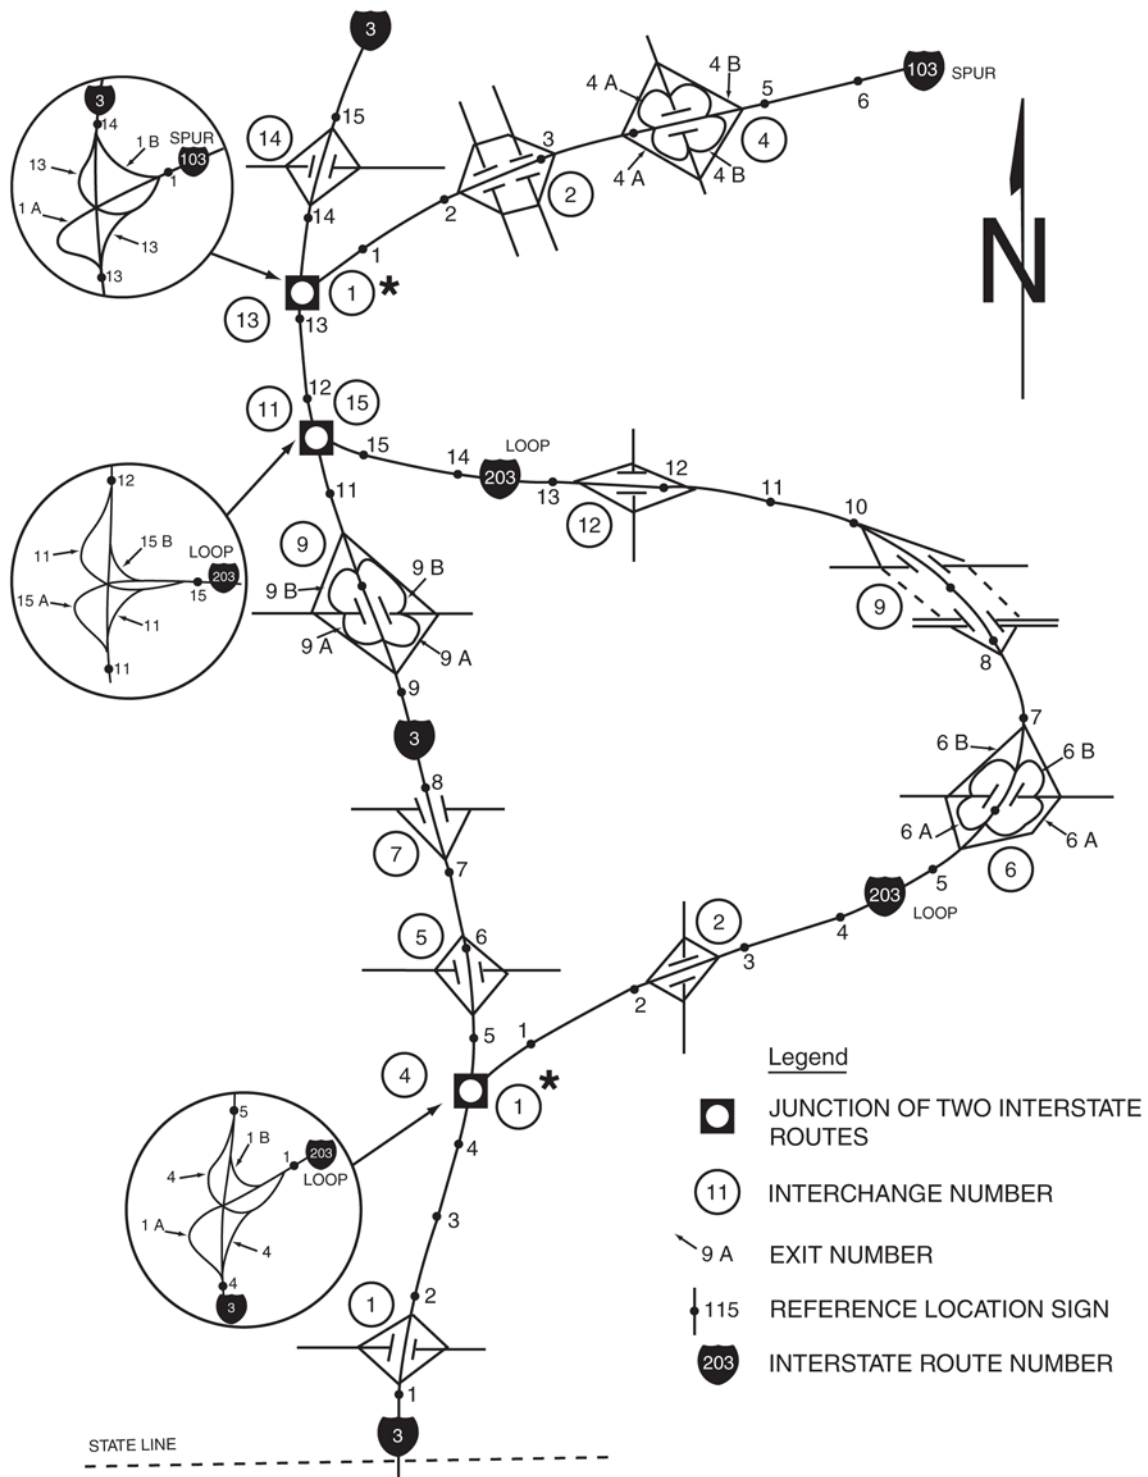 3
15
14
14
13
1 B
SPUR
103
1
1 A
13
13
14
1
2
3
2
4 A
4 B
4 A
4 B
4
5
6
103
SPUR
N
13
1
*
13
12
11
15
15
14
LOOP
203
13
12
12
11
10
9
8
7
12
11
15 B
LOOP
203
15
15 A
11
11
11
9
9 B
9 B
9 A
9 A
9
3
8
7
7
6 B
6 B
6 A
6 A
6
5
203
LOOP
4
2
3
2
1
5
6
5
4
1
*
5
1 B
1
203
LOOP
4
1 A
4
4
3
4
3
1
2
1
3
STATE LINE
Legend
JUNCTION OF TWO INTERSTATE
ROUTES
11
INTERCHANGE NUMBER
9 A
EXIT NUMBER
115
REFERENCE LOCATION SIGN
203
INTERSTATE ROUTE NUMBER